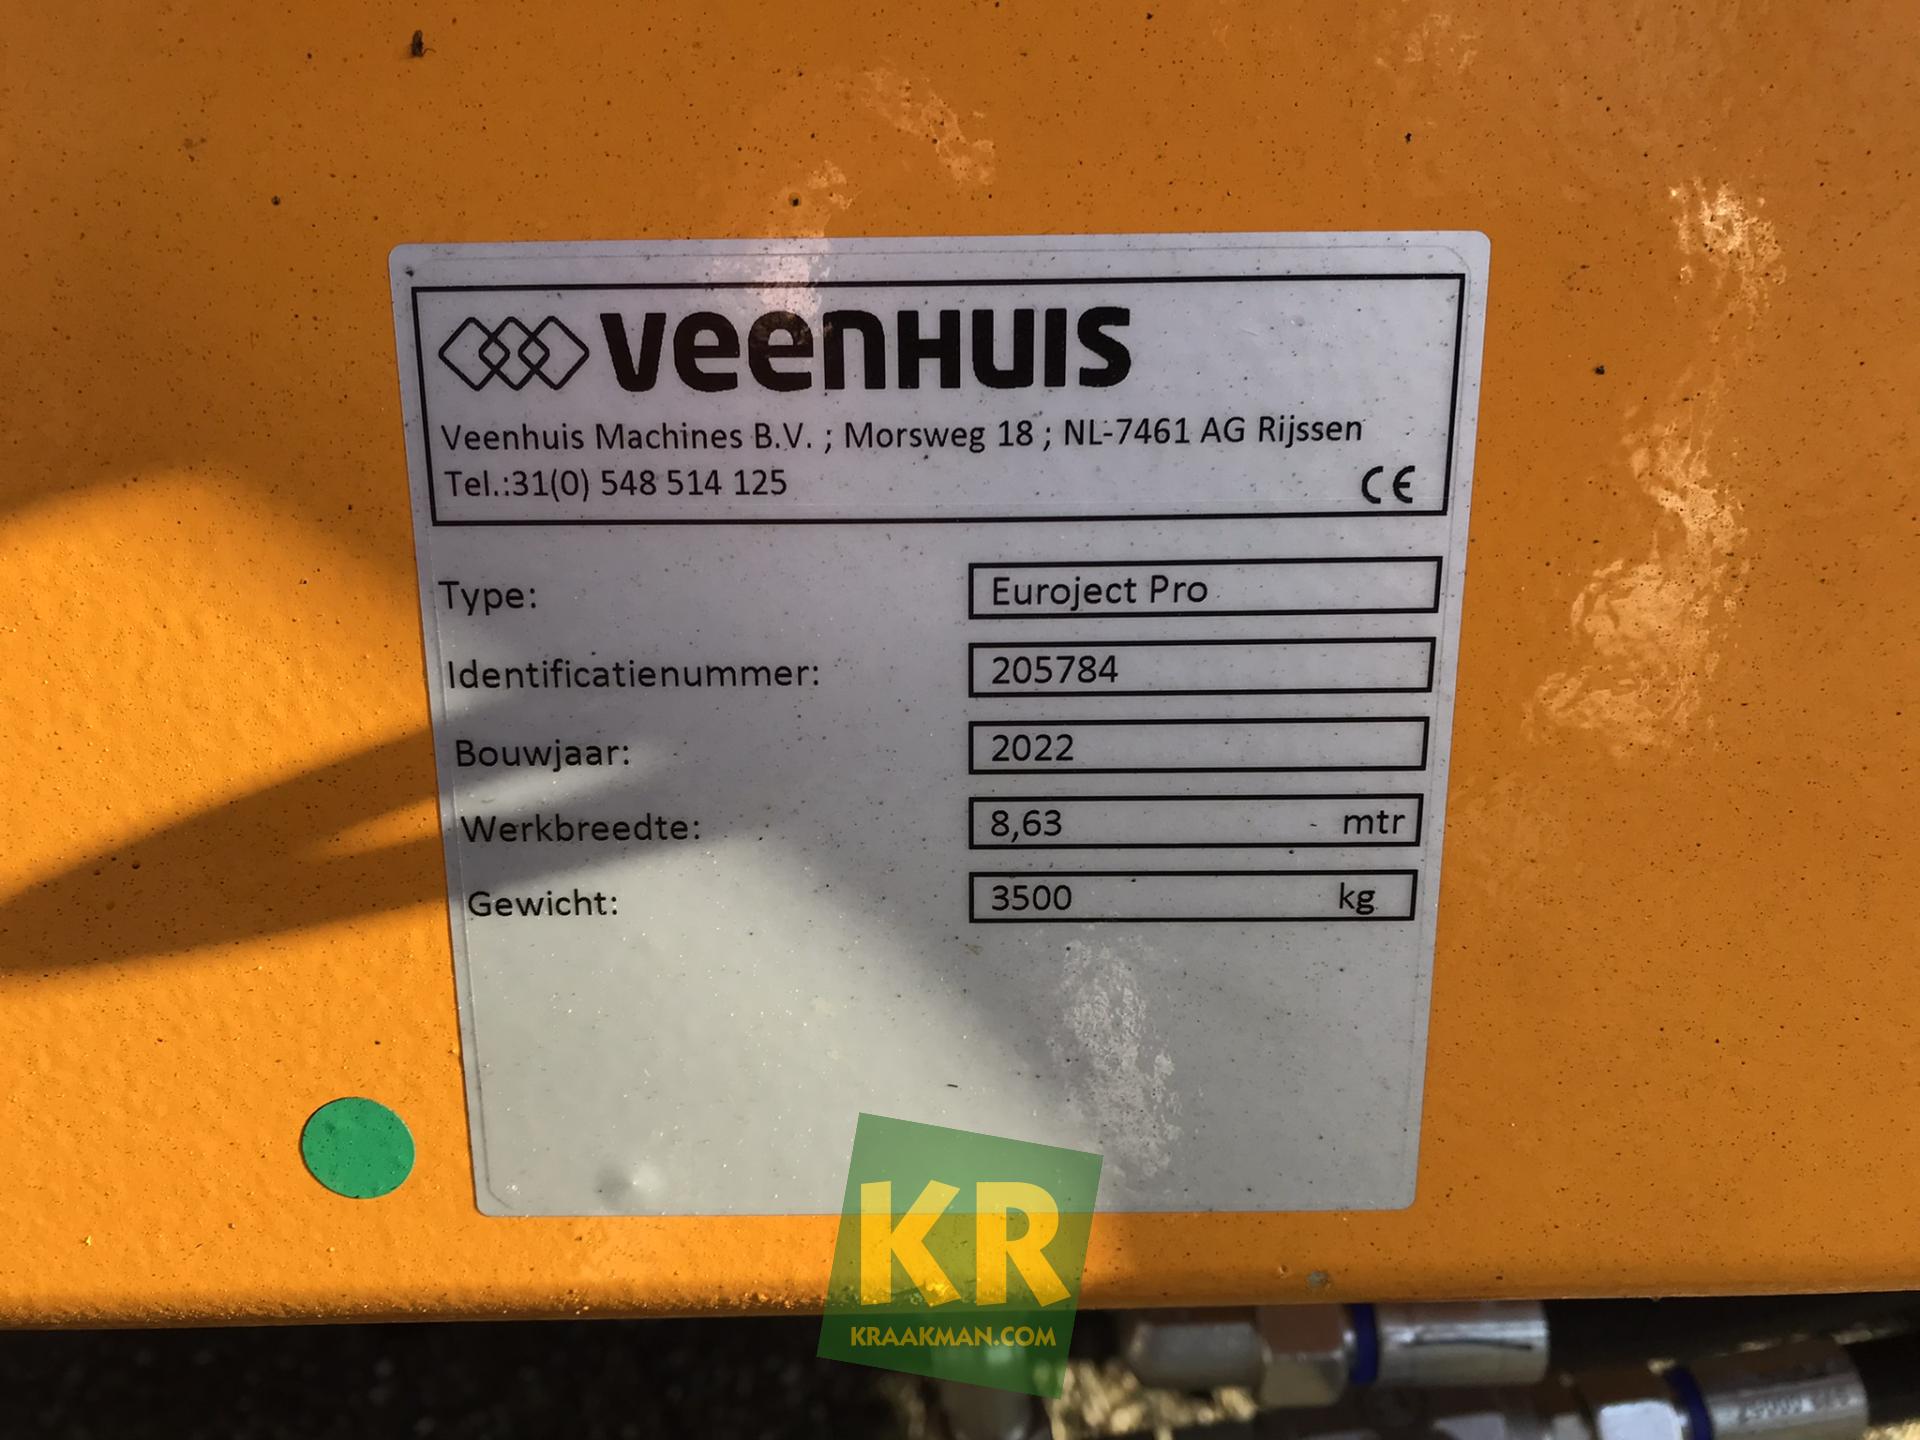 VEENHUIS
Veenhuis Machines B.V. ; Morsweg 18 ; NL-7461 AG Rijssen
Tel.:31(0) 548 514 125
CE
Type: Euroject Pro
Identificatienummer: 205784
Bouwjaar: 2022
Werkbreedte: 8,63 mtr
Gewicht: 3500 kg
KR
KRAAKMAN.COM